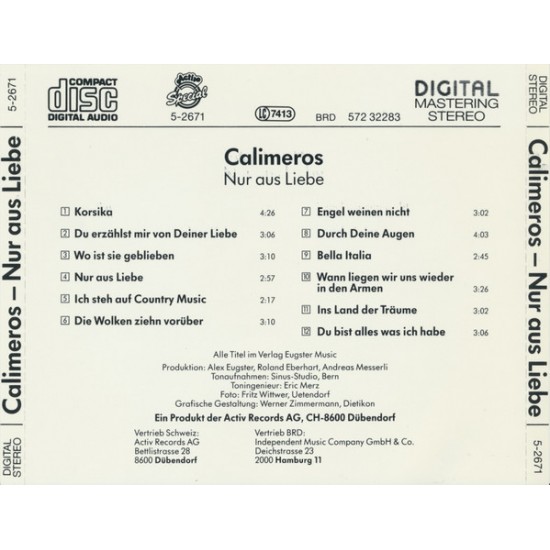 DIGITAL
STEREO
5-2671
Calimeros – Nur aus Liebe
DIGITAL
STEREO
5-2671
COMPACT
disc
DIGITAL AUDIO
Activ
Special
5-2671
LC 7413
BRD 572 32283
DIGITAL
MASTERING
STEREO
Calimeros
Nur aus Liebe
1 Korsika 4:26
2 Du erzählst mir von Deiner Liebe 3:06
3 Wo ist sie geblieben 3:10
4 Nur aus Liebe 2:57
5 Ich steh auf Country Music 2:17
6 Die Wolken ziehn vorüber 3:10
7 Engel weinen nicht 3:02
8 Durch Deine Augen 4:03
9 Bella Italia 2:45
10 Wann liegen wir uns wieder
in den Armen 3:26
11 Ins Land der Träume 3:02
12 Du bist alles was ich habe 3:06
Alle Titel im Verlag Eugster Music
Produktion: Alex Eugster, Roland Eberhart, Andreas Messerli
Tonaufnahmen: Sinus-Studio, Bern
Toningenieur: Eric Merz
Foto: Fritz Wittwer, Uetendorf
Grafische Gestaltung: Werner Zimmermann, Dietikon
Ein Produkt der Activ Records AG, CH-8600 Dübendorf
Vertrieb Schweiz:
Activ Records AG
Bettlistrasse 28
8600 Dübendorf
Vertrieb BRD:
Independent Music Company GmbH & Co.
Deichstrasse 23
2000 Hamburg 11
DIGITAL
STEREO
Calimeros – Nur aus Liebe
5-2671